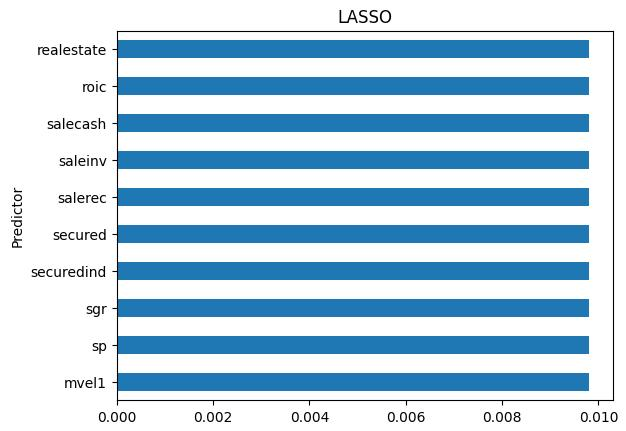 LASSO
realestate
roic
salecash
saleinv
salerec
secured
securedind
sgr
sp
mvel1
Predictor
0.000 0.002 0.004 0.006 0.008 0.010